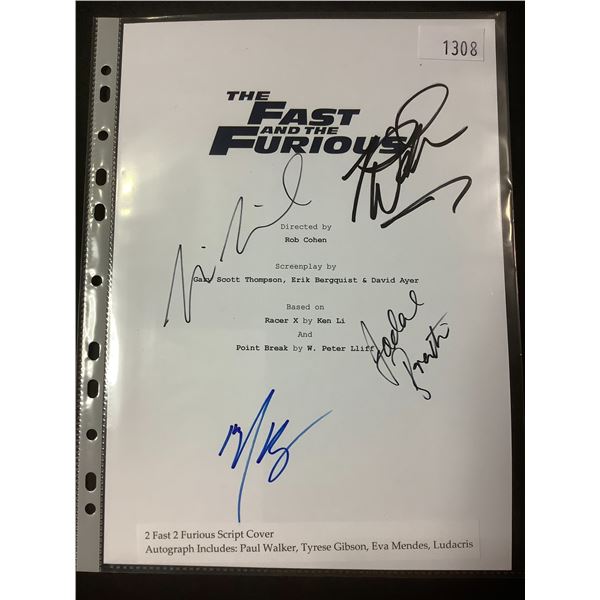 1308
THE
FAST
AND THE
FURIOUS
Directed by
Rob Cohen
Screenplay by
Gary Scott Thompson, Erik Bergquist & David Ayer
Based on
Racer X by Ken Li
And
Point Break by W. Peter Lliff
2 Fast 2 Furious Script Cover
Autograph Includes: Paul Walker, Tyrese Gibson, Eva Mendes, Ludacris